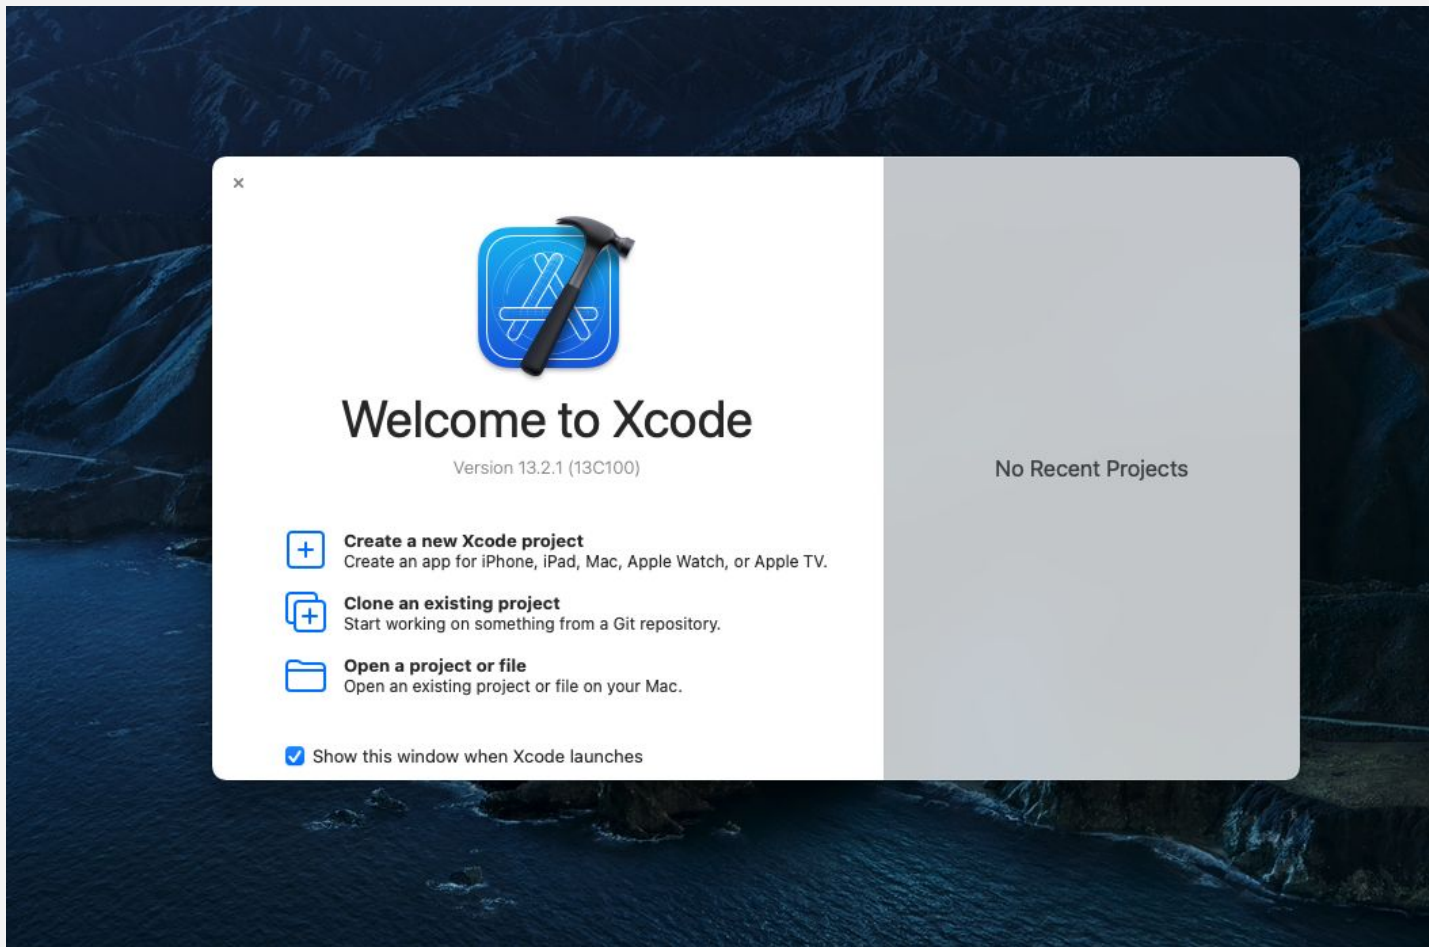 Welcome to Xcode
Version 13.2.1 (13C100)
Create a new Xcode project
Create an app for iPhone, iPad, Mac, Apple Watch, or Apple TV.
Clone an existing project
Start working on something from a Git repository.
Open a project or file
Open an existing project or file on your Mac.
Show this window when Xcode launches
No Recent Projects